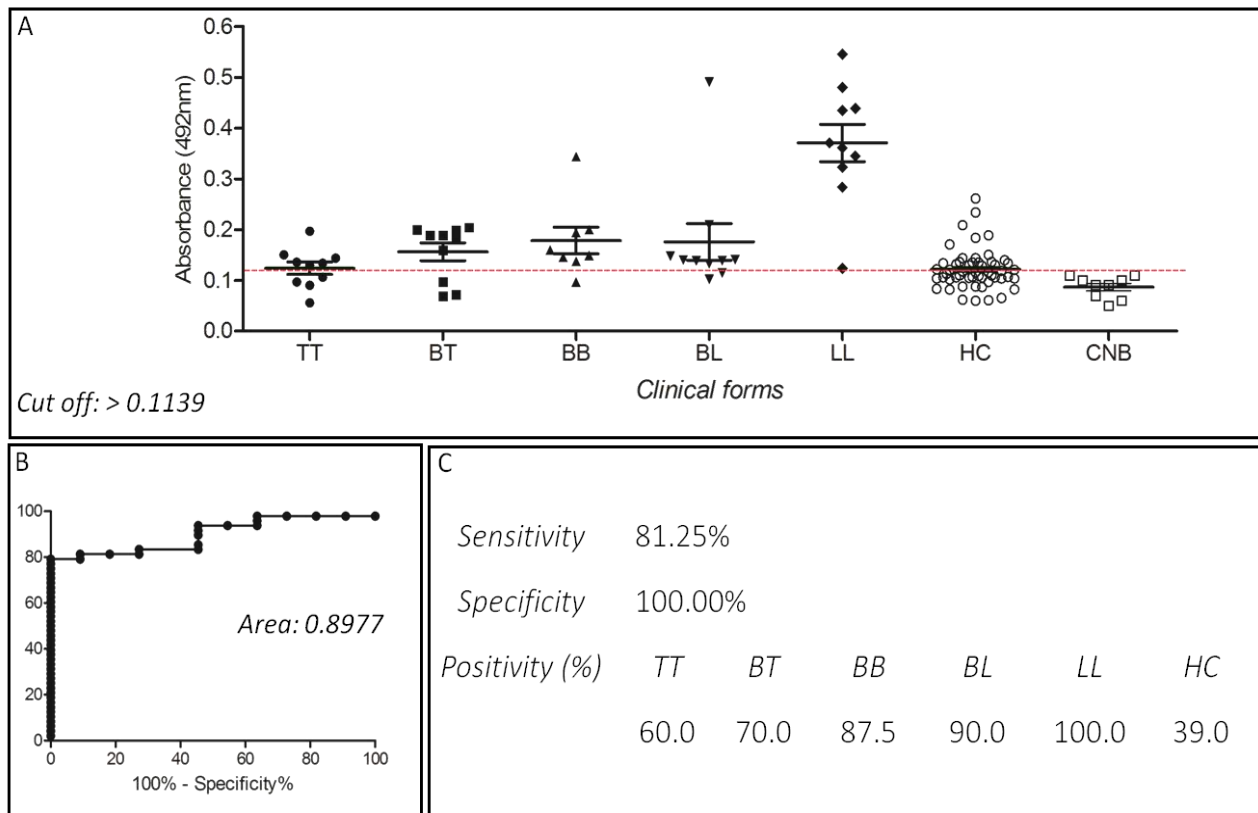 A
Absorbance (492nm)
0.6
0.5
0.4
0.3
0.2
0.1
0.0
TT BT BB BL LL HC CNB
Clinical forms
Cut off: > 0.1139
B
100
80
60
40
20
0
0 20 40 60 80 100
100% - Specificity%
Area: 0.8977
C
Sensitivity 81.25%
Specificity 100.00%
Positivity (%) TT BT BB BL LL HC
60.0 70.0 87.5 90.0 100.0 39.0